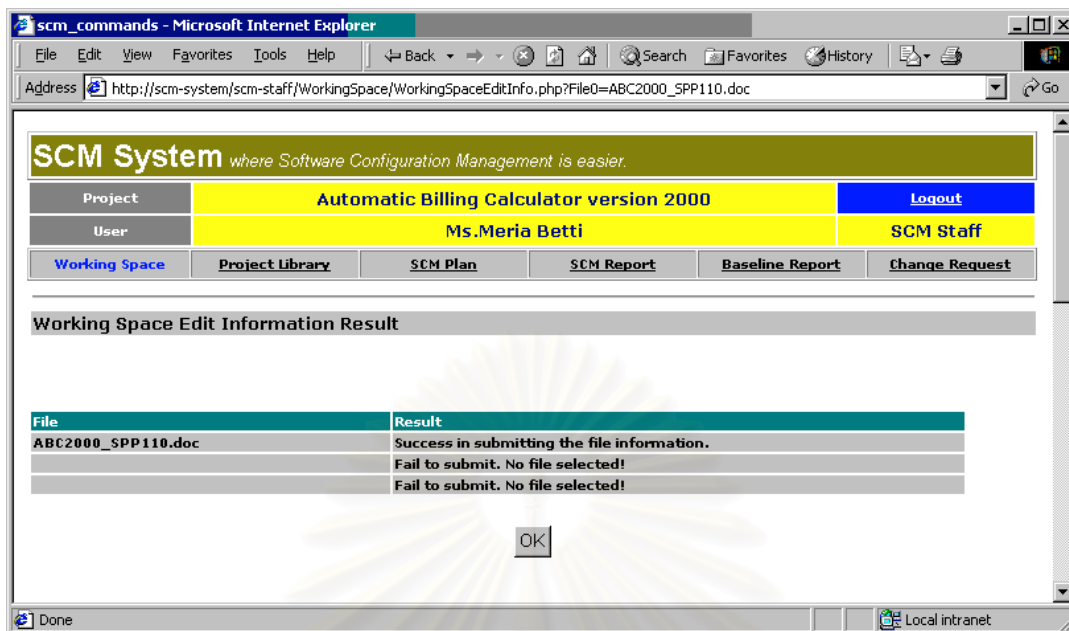 scm_commands - Microsoft Internet Explorer
File Edit View Favorites Tools Help Back Search Favorites History
Address http://scm-system/scm-staff/WorkingSpace/WorkingSpaceEditInfo.php?File0=ABC2000_SPP110.doc Go
SCM System where Software Configuration Management is easier.
Project Automatic Billing Calculator version 2000 Logout
User Ms.Meria Betti SCM Staff
Working Space Project Library SCM Plan SCM Report Baseline Report Change Request
Working Space Edit Information Result
File Result
ABC2000_SPP110.doc Success in submitting the file information.
Fail to submit. No file selected!
Fail to submit. No file selected!
OK
Done Local intranet